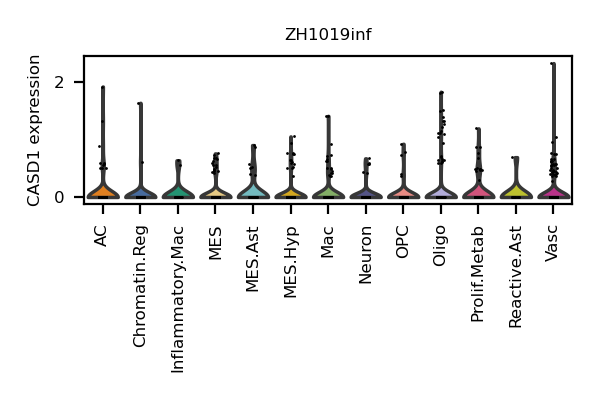 ZH1019inf
CASD1 expression
2
0
AC
Chromatin.Reg
Inflammatory.Mac
MES
MES.Ast
MES.Hyp
Mac
Neuron
OPC
Oligo
Prolif.Metab
Reactive.Ast
Vasc